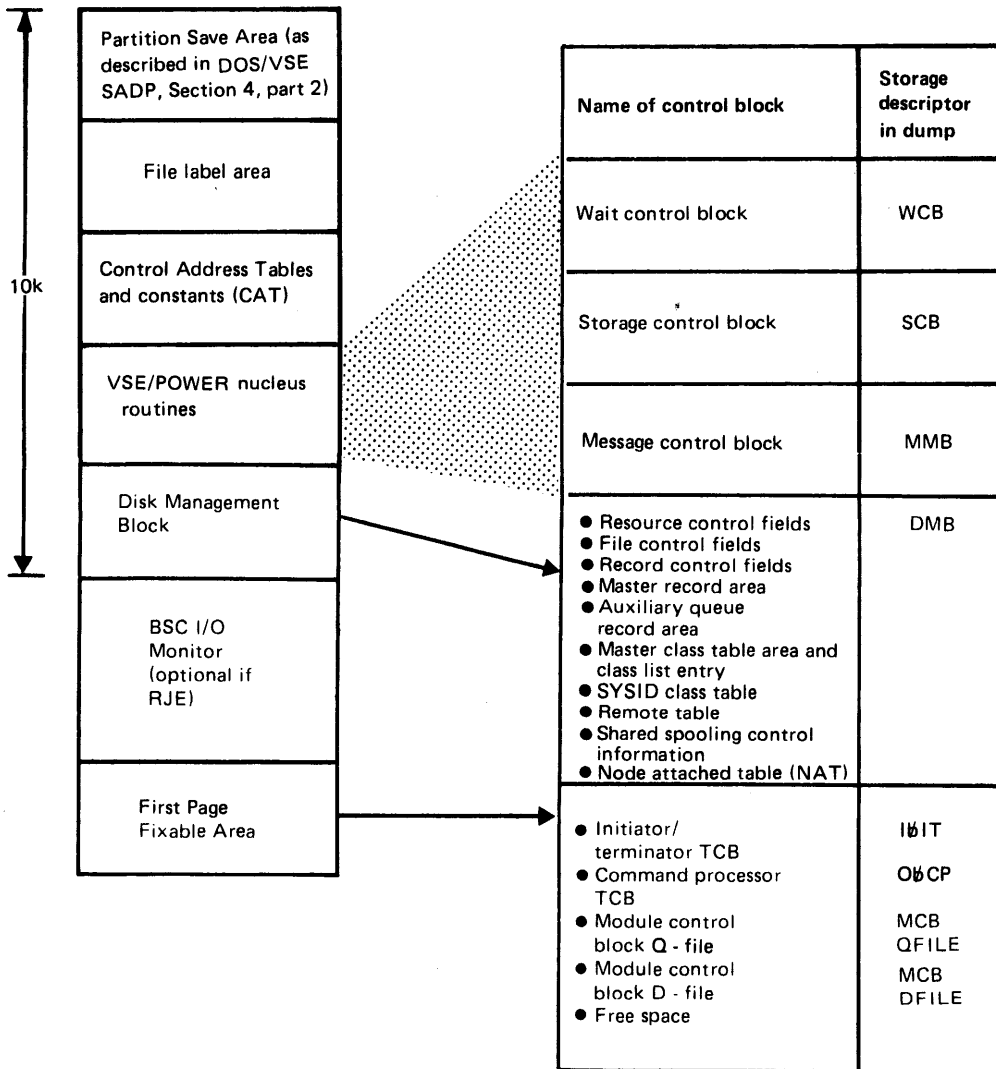 10k
Partition Save Area (as
described in DOS/VSE
SADP, Section 4, part 2)
File label area
Control Address Tables
and constants (CAT)
VSE/POWER nucleus
routines
Disk Management
Block
BSC I/O
Monitor
(optional if
RJE)
First Page
Fixable Area
Name of control block
Storage
descriptor
in dump
Wait control block
WCB
Storage control block
SCB
Message control block
MMB
● Resource control fields
DMB
● File control fields
● Record control fields
● Master record area
● Auxiliary queue
record area
● Master class table area and
class list entry
● SYSID class table
● Remote table
● Shared spooling control
information
● Node attached table (NAT)
● Initiator/
terminator TCB
Iƀ́IT
● Command processor
TCB
OƀCP
● Module control
block Q - file
MCB
QFILE
● Module control
block D - file
MCB
DFILE
● Free space